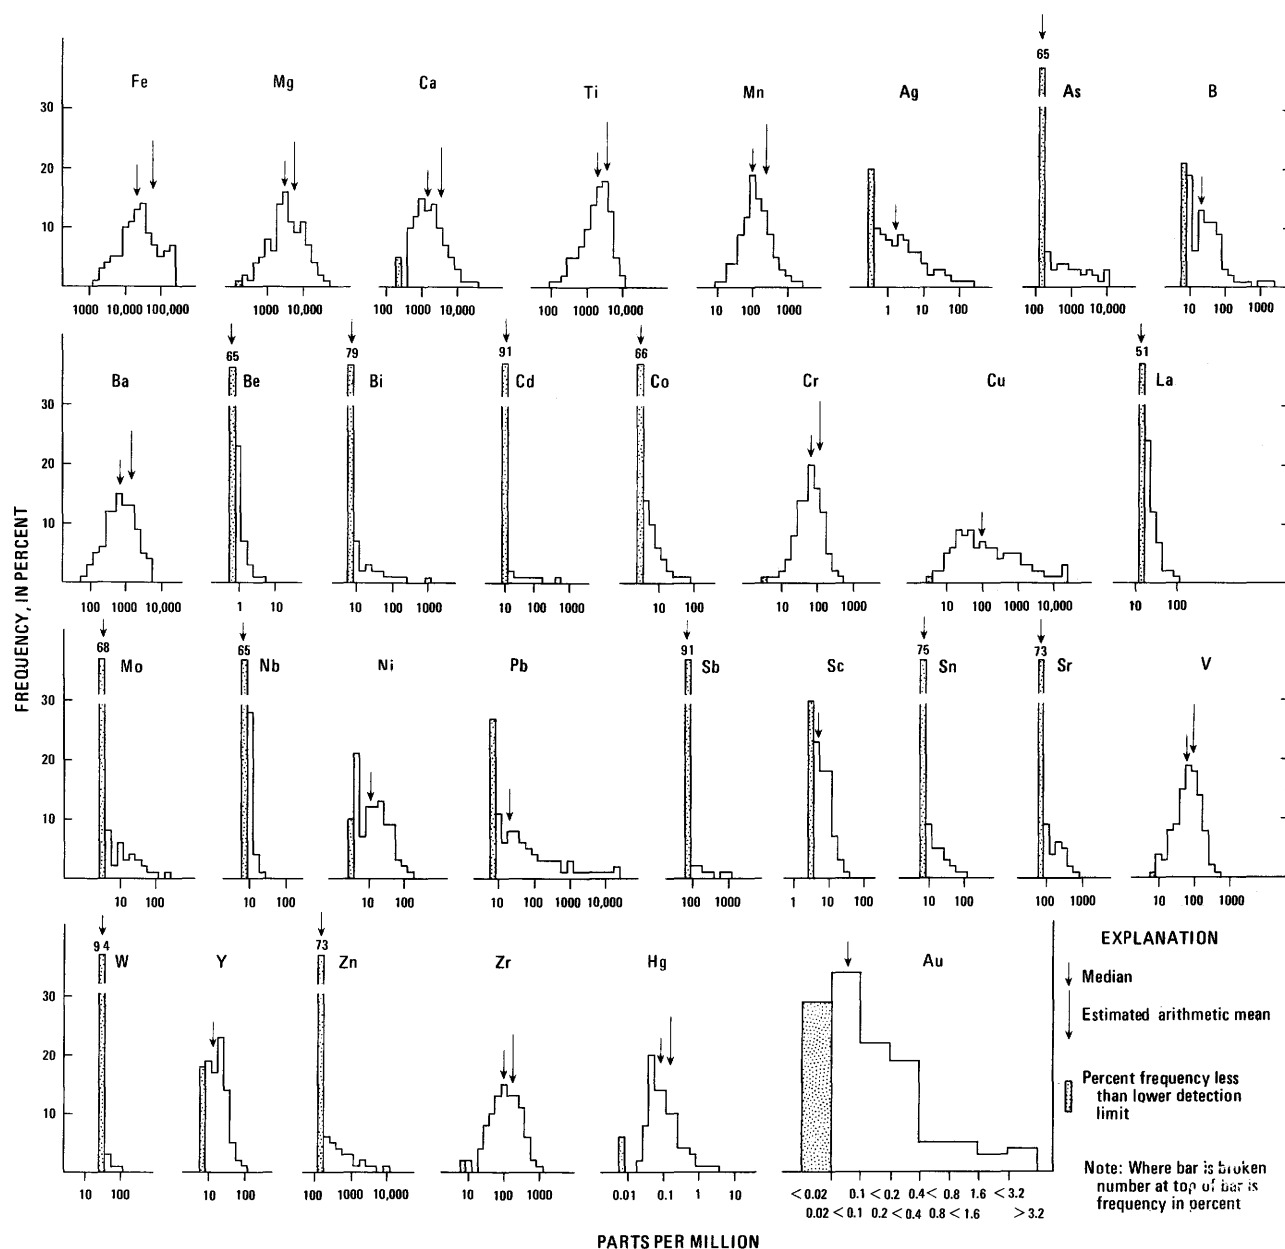 65
Fe Mg Ca Ti Mn Ag As B
30
20
10
1000 10,000 100,000 1000 10,000 1000 10,000 100 1000 10,000 10 100 1000 1 10 100 100 1000 10,000 10 100 1000
65 79 91 66 51
Ba Be Bi Cd Co Cr Cu La
30
20
10
100 1000 10,000 1 10 10 100 1000 10 100 1000 10 100 10 100 1000 10 100 1000 10,000 10 100
68 65 91 75 73
Mo Nb Ni Pb Sb Sc Sn Sr V
30
20
10
10 100 10 100 10 100 10 100 1000 10,000 100 1000 1 10 100 10 100 100 1000 10 100 1000
94 73
W Y Zn Zr Hg Au
30
20
10
10 100 10 100 100 1000 10,000 10 100 1000 0.01 0.1 1 10
< 0.02 0.1 < 0.2 0.4 < 0.8 1.6 < 3.2
0.02 < 0.1 0.2 < 0.4 0.8 < 1.6 > 3.2
FREQUENCY, IN PERCENT
PARTS PER MILLION
EXPLANATION
Median
Estimated arithmetic mean
Percent frequency less
than lower detection
limit
Note: Where bar is broken
number at top of bar is
frequency in percent